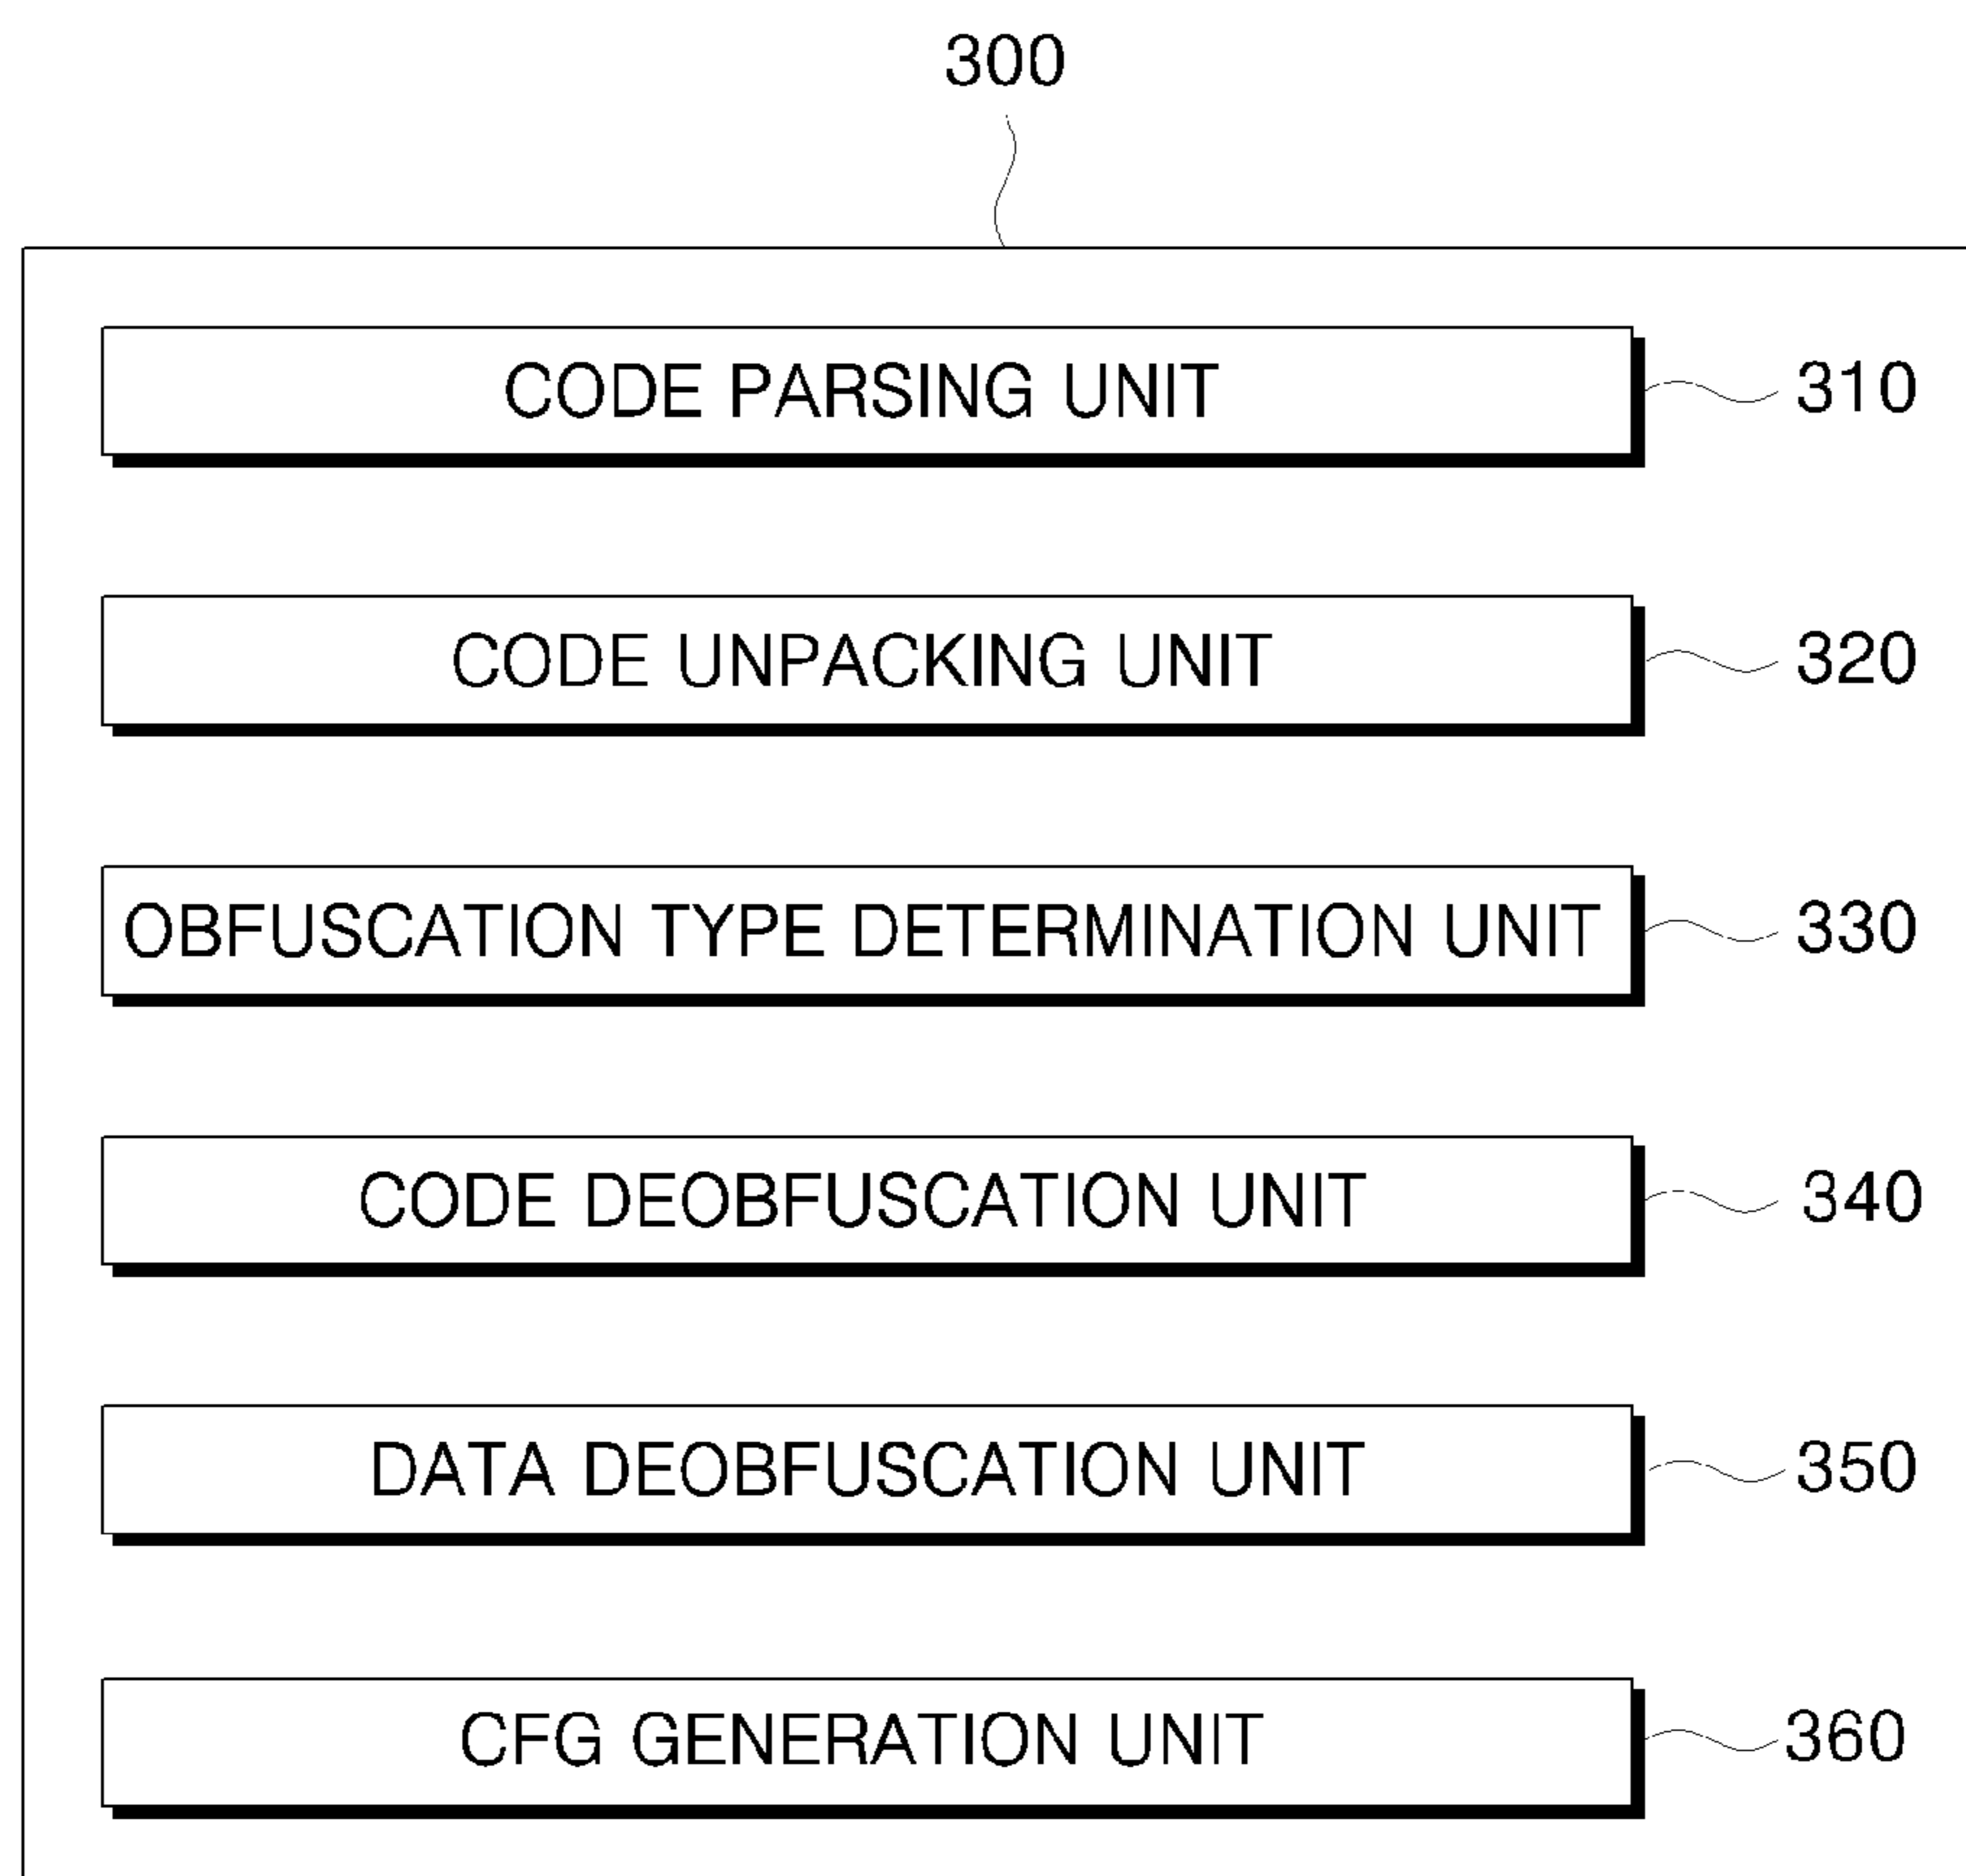 300
CODE PARSING UNIT 310
CODE UNPACKING UNIT 320
OBFUSCATION TYPE DETERMINATION UNIT 330
CODE DEOBFUSCATION UNIT 340
DATA DEOBFUSCATION UNIT 350
CFG GENERATION UNIT 360